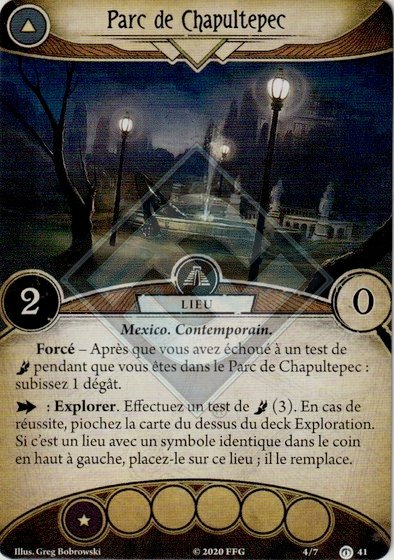 Parc de Chapultepec
2
LIEU
0
Mexico. Contemporain.
Forcé – Après que vous avez échoué à un test de
pendant que vous êtes dans le Parc de Chapultepec :
subissez 1 dégât.
: Explorer. Effectuez un test de (3). En cas de
réussite, piochez la carte du dessus du deck Exploration.
Si c'est un lieu avec un symbole identique dans le coin
en haut à gauche, placez-le sur ce lieu ; il le remplace.
Illus. Greg Bobrowski © 2020 FFG 4/7 41